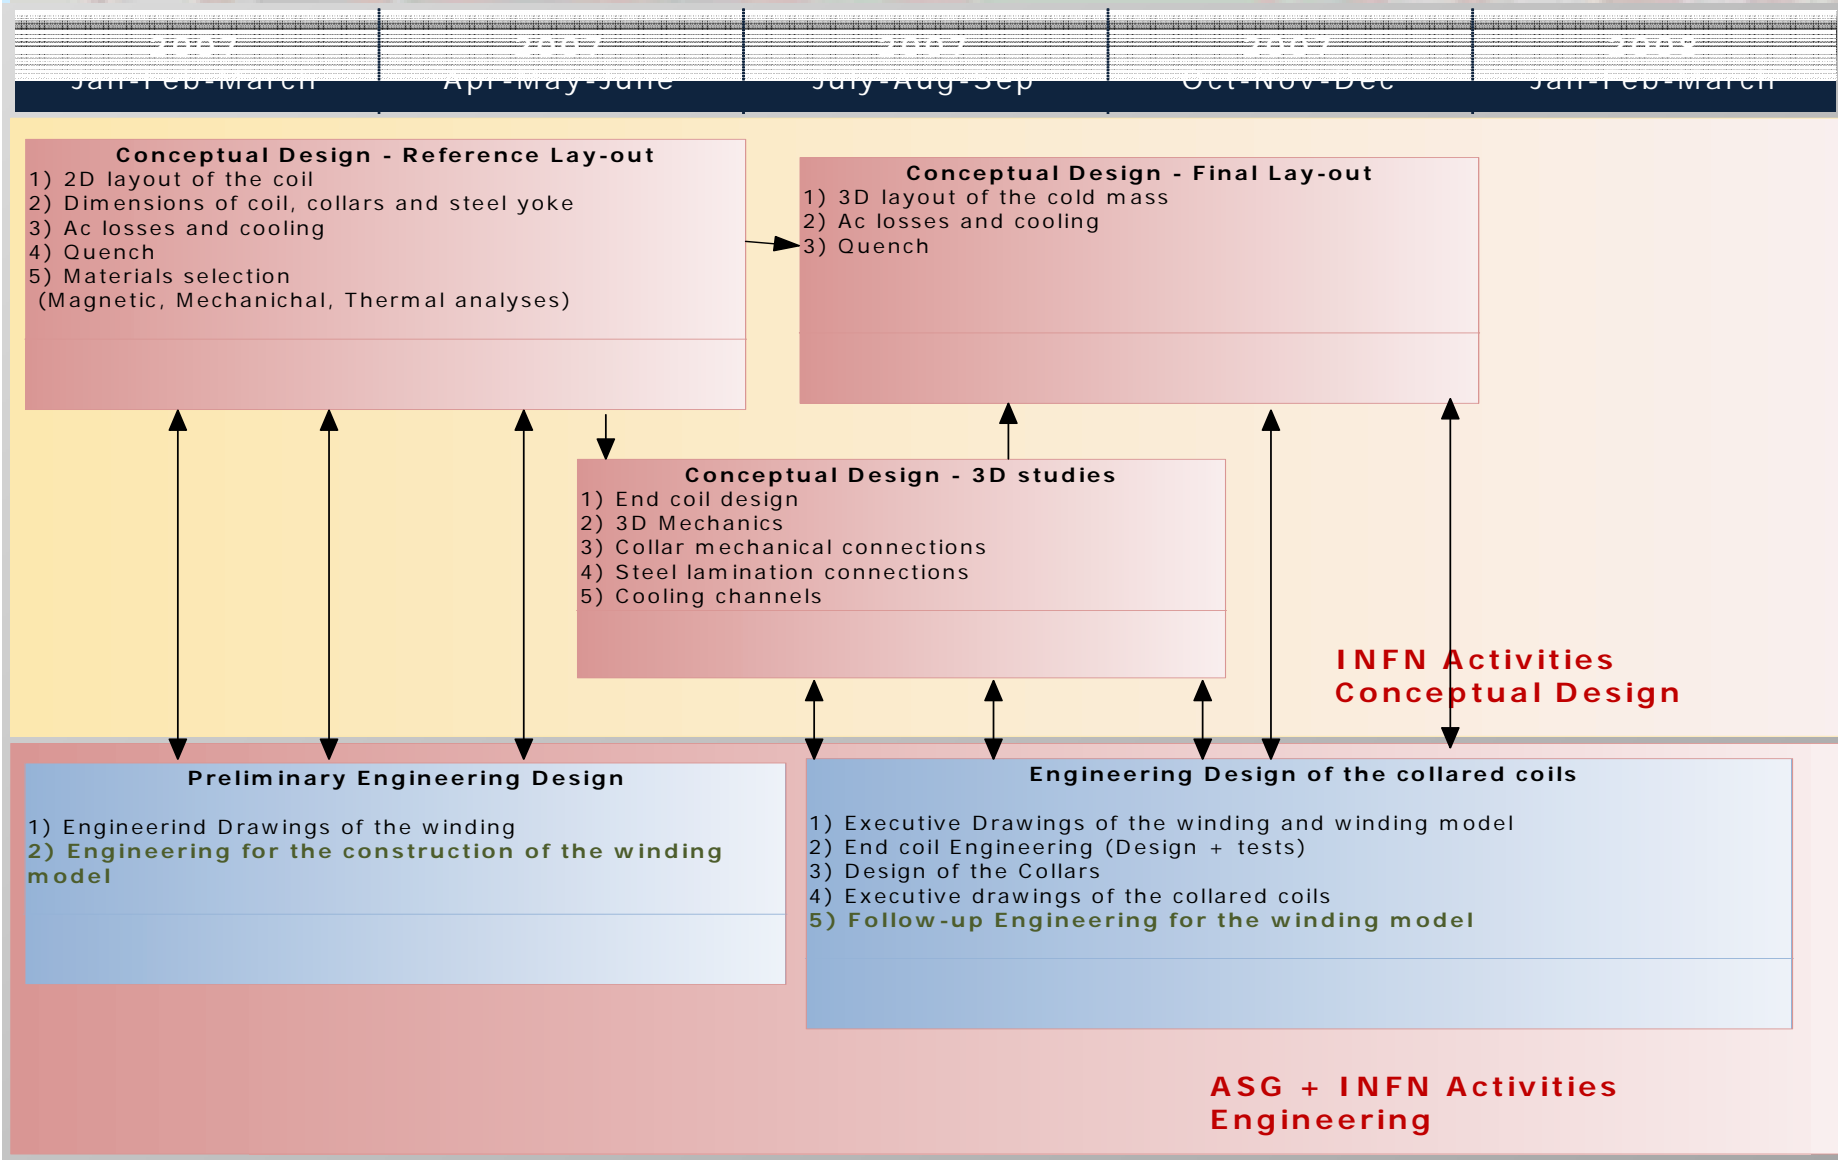 2007 2007 2007 2007 2008
Jan-Feb-March Apr-May-June July-Aug-Sep Oct-Nov-Dec Jan-Feb-March
Conceptual Design - Reference Lay-out
1) 2D layout of the coil
2) Dimensions of coil, collars and steel yoke
3) Ac losses and cooling
4) Quench
5) Materials selection
(Magnetic, Mechanichal, Thermal analyses)
Conceptual Design - Final Lay-out
1) 3D layout of the cold mass
2) Ac losses and cooling
3) Quench
Conceptual Design - 3D studies
1) End coil design
2) 3D Mechanics
3) Collar mechanical connections
4) Steel lamination connections
5) Cooling channels
INFN Activities
Conceptual Design
Preliminary Engineering Design
1) Engineerind Drawings of the winding
2) Engineering for the construction of the winding
model
Engineering Design of the collared coils
1) Executive Drawings of the winding and winding model
2) End coil Engineering (Design + tests)
3) Design of the Collars
4) Executive drawings of the collared coils
5) Follow-up Engineering for the winding model
ASG + INFN Activities
Engineering